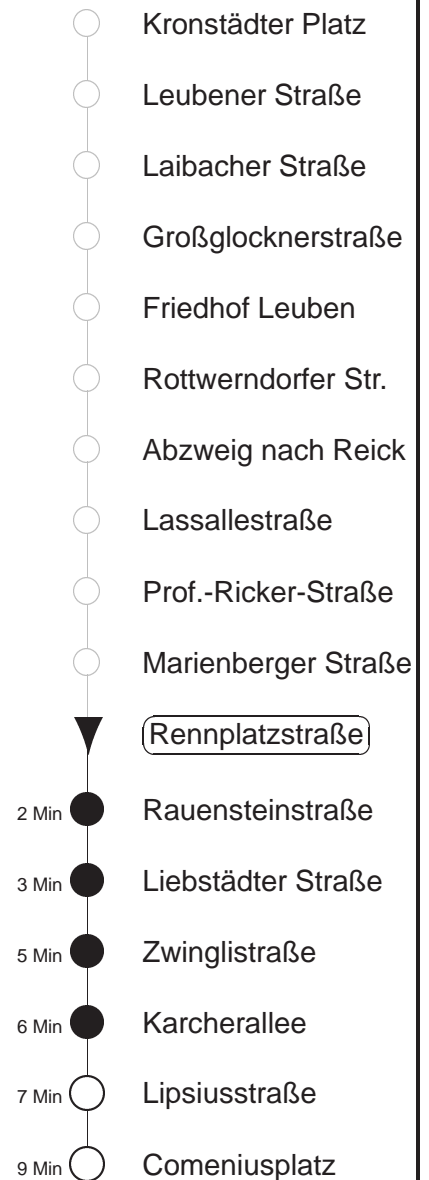 Kronstädter Platz
Leubener Straße
Laibacher Straße
Großglocknerstraße
Friedhof Leuben
Rottwerndorfer Str.
Abzweig nach Reick
Lassallestraße
Prof.-Ricker-Straße
Marienberger Straße
Rennplatzstraße
2 Min Rauensteinstraße
3 Min Liebstädter Straße
5 Min Zwinglistraße
6 Min Karcherallee
7 Min Lipsiusstraße
9 Min Comeniusplatz